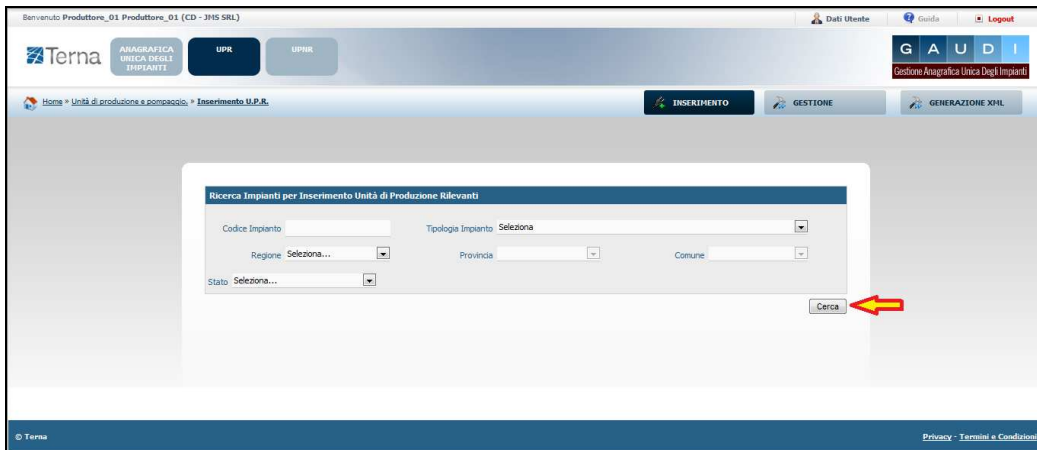 Benvenuto Produttore_01 Produttore_01 (CD - JMS SRL)
Dati Utente
Guida
Logout
Terna
ANAGRAFICA
UNICA DEGLI
IMPIANTI
UPR
UPNR
GAUDI
Gestione Anagrafica Unica Degli Impianti
Home » Unità di produzione e pompaggio. » Inserimento U.P.R.
INSERIMENTO
GESTIONE
GENERAZIONE XML
Ricerca Impianti per Inserimento Unità di Produzione Rilevanti
Codice Impianto
Tipologia Impianto Seleziona
Regione Seleziona...
Provincia
Comune
Stato Seleziona...
Cerca
© Terna
Privacy - Termini e Condizioni